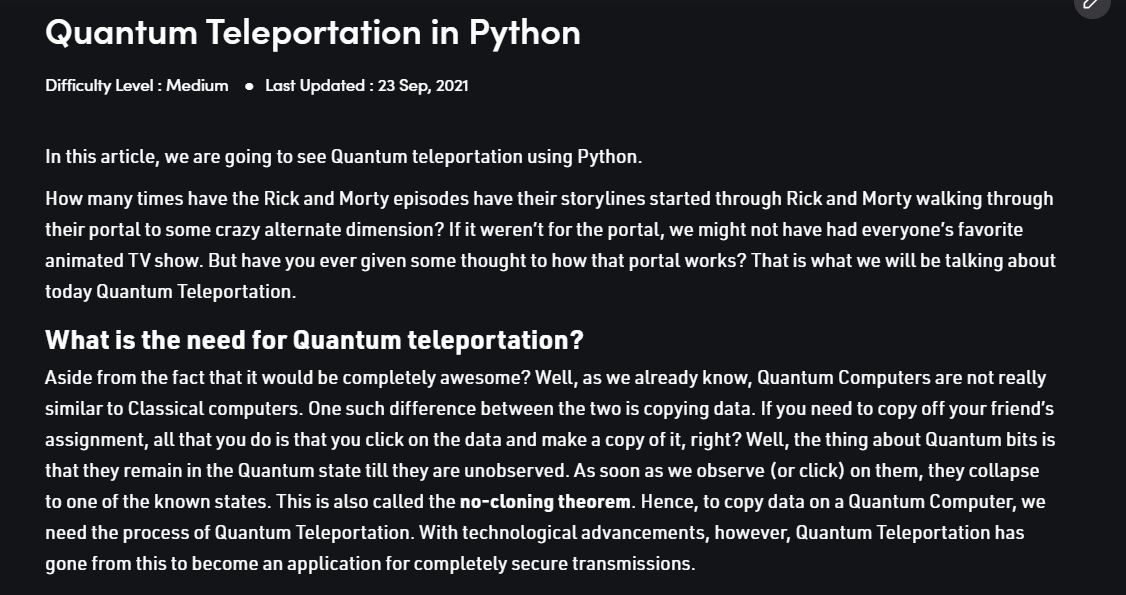 Quantum Teleportation in Python
Difficulty Level : Medium ● Last Updated : 23 Sep, 2021
In this article, we are going to see Quantum teleportation using Python.
How many times have the Rick and Morty episodes have their storylines started through Rick and Morty walking through
their portal to some crazy alternate dimension? If it weren’t for the portal, we might not have had everyone’s favorite
animated TV show. But have you ever given some thought to how that portal works? That is what we will be talking about
today Quantum Teleportation.
What is the need for Quantum teleportation?
Aside from the fact that it would be completely awesome? Well, as we already know, Quantum Computers are not really
similar to Classical computers. One such difference between the two is copying data. If you need to copy off your friend’s
assignment, all that you do is that you click on the data and make a copy of it, right? Well, the thing about Quantum bits is
that they remain in the Quantum state till they are unobserved. As soon as we observe (or click) on them, they collapse
to one of the known states. This is also called the no-cloning theorem. Hence, to copy data on a Quantum Computer, we
need the process of Quantum Teleportation. With technological advancements, however, Quantum Teleportation has
gone from this to become an application for completely secure transmissions.